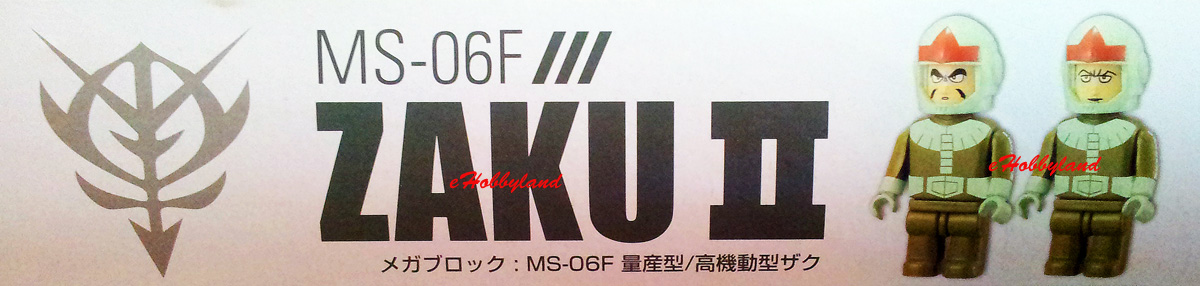 MS-06F
ZAKU II
eHobbyland
eHobbyland
メガブロック : MS-06F 量産型/高機動型ザク